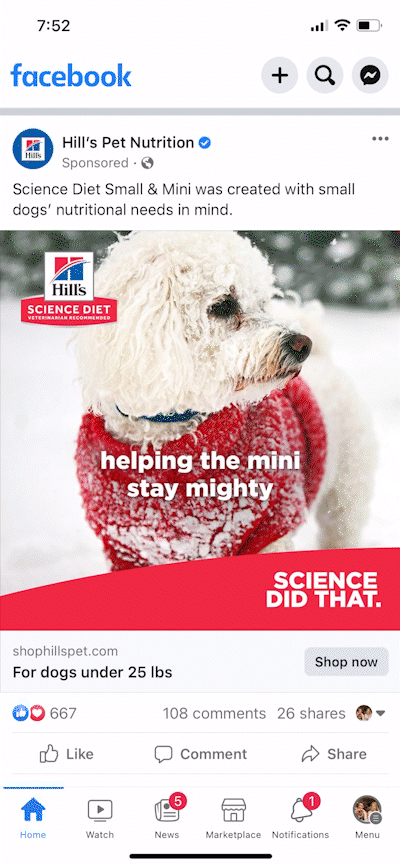 7:52
facebook
Hill's Pet Nutrition
Sponsored ·
Science Diet Small & Mini was created with small
dogs' nutritional needs in mind.
Hill's
Hill's
SCIENCE DIET
VETERINARIAN RECOMMENDED
helping the mini
stay mighty
SCIENCE
DID THAT.
shophillspet.com
For dogs under 25 lbs
Shop now
667
108 comments 26 shares
Like Comment Share
5 1
Home Watch News Marketplace Notifications Menu